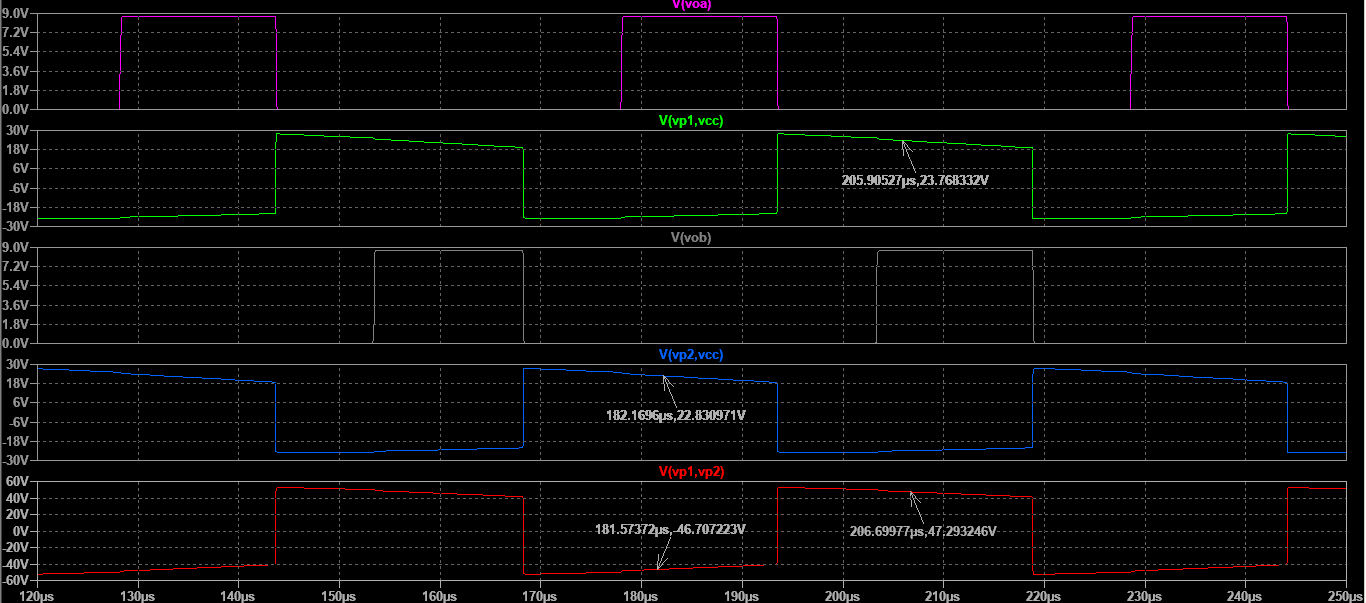 V(voa)
9.0V
7.2V
5.4V
3.6V
1.8V
0.0V
V(vp1,vcc)
30V
18V
6V
-6V
-18V
-30V
205.90527µs,23.768332V
V(vob)
9.0V
7.2V
5.4V
3.6V
1.8V
0.0V
V(vp2,vcc)
30V
18V
6V
-6V
-18V
-30V
182.1696µs,22.830971V
V(vp1,vp2)
60V
40V
20V
0V
-20V
-40V
-60V
181.57372µs,-46.707223V
206.69977µs,47.293246V
120µs 130µs 140µs 150µs 160µs 170µs 180µs 190µs 200µs 210µs 220µs 230µs 240µs 250µs